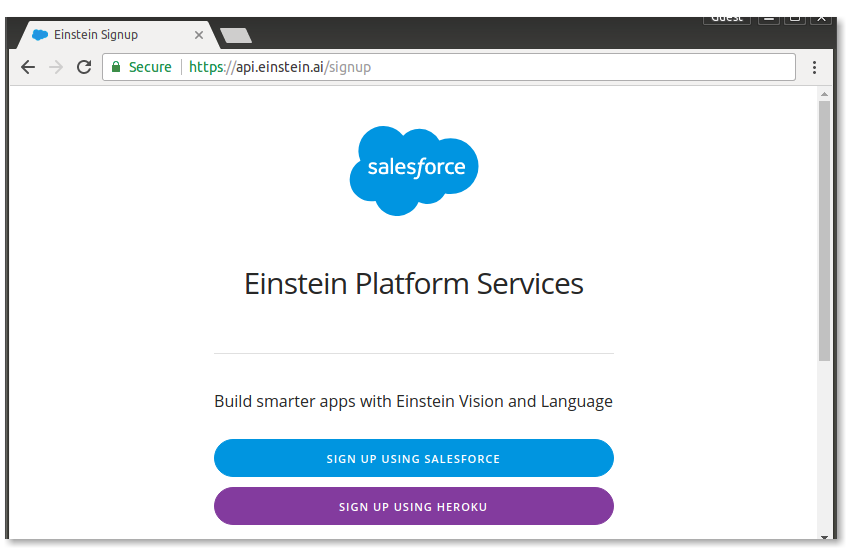 Guest
Einstein Signup
Secure
https://api.einstein.ai/signup
salesforce
Einstein Platform Services
Build smarter apps with Einstein Vision and Language
SIGN UP USING SALESFORCE
SIGN UP USING HEROKU